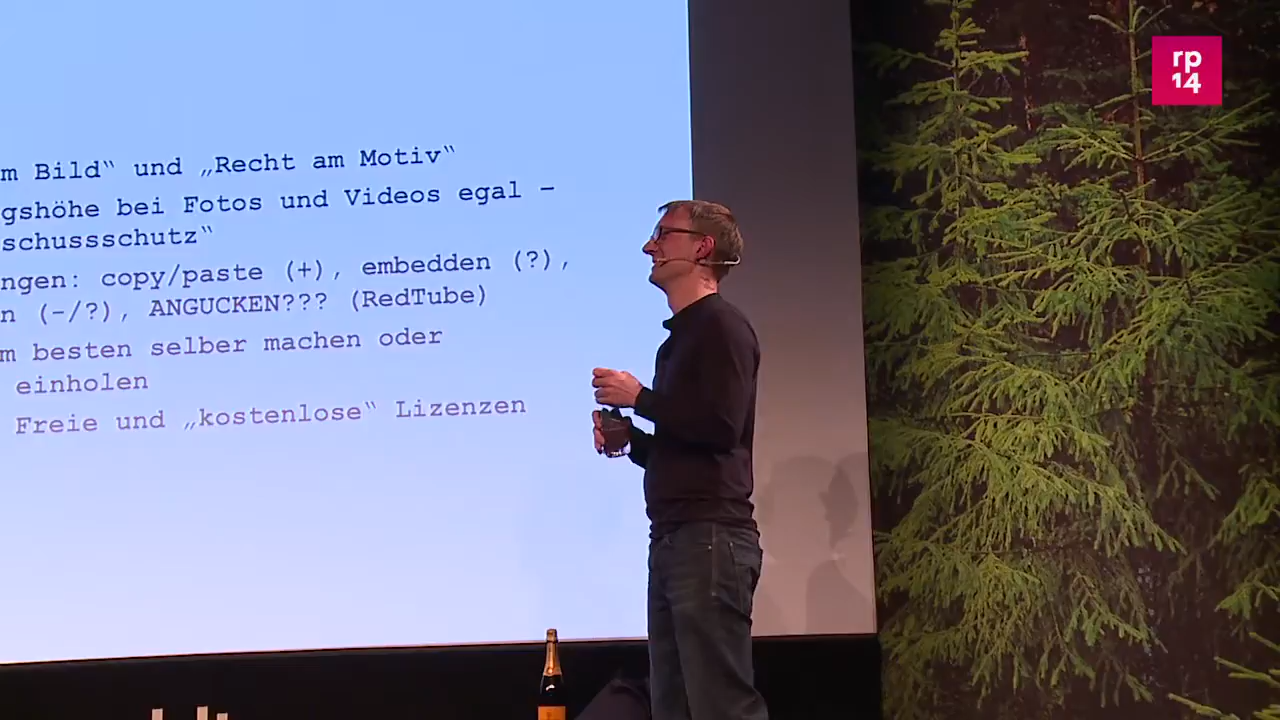 m Bild“ und „Recht am Motiv“
gshöhe bei Fotos und Videos egal –
schussschutz“
ngen: copy/paste (+), embedden (?),
n (-/?), ANGUCKEN??? (RedTube)
m besten selber machen oder
einholen
Freie und „kostenlose“ Lizenzen
rp
14